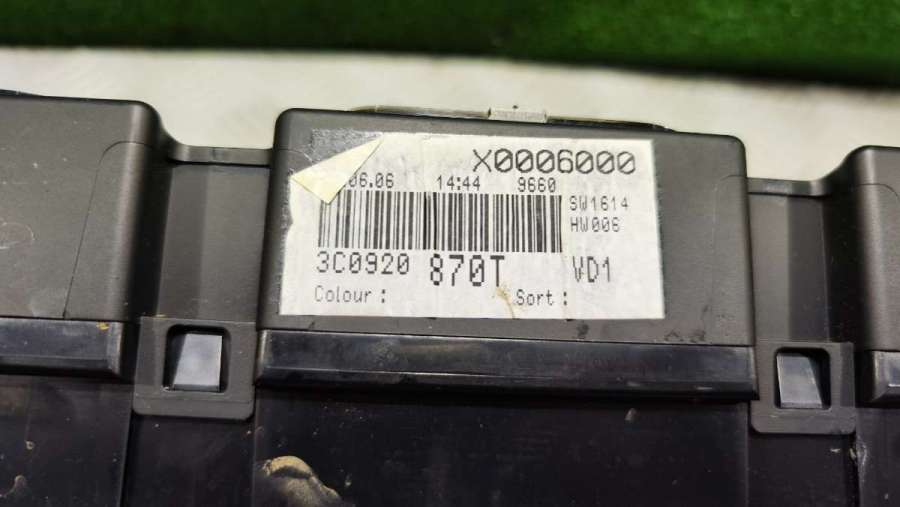 X0006000
06.06 14:44 9660
SW1614
HW006
3C0920 870T VD1
Colour : Sort :